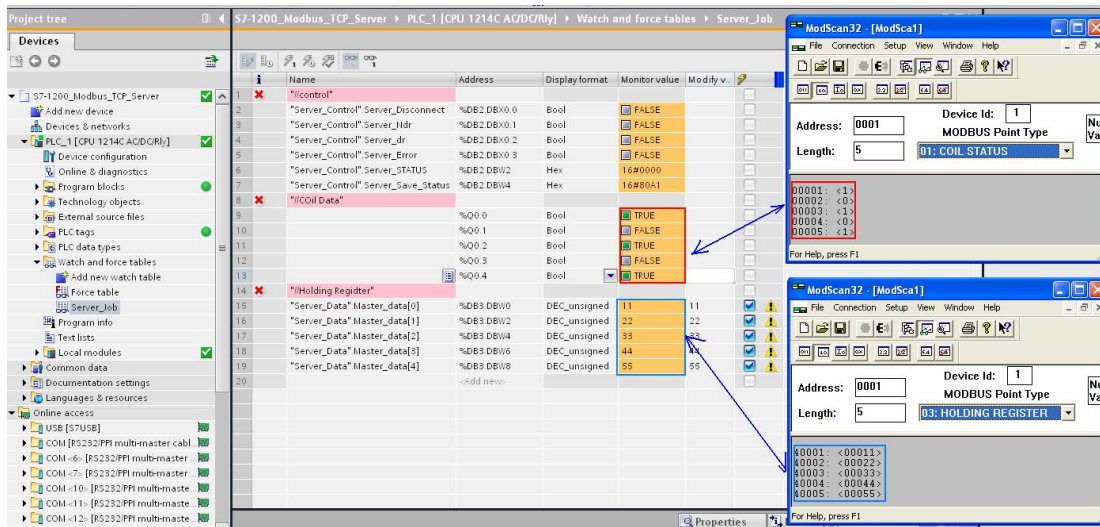 Project tree
S7-1200_Modbus_TCP_Server ▸ PLC_1 [CPU 1214C AC/DC/Rly] ▸ Watch and force tables ▸ Server_Job
Devices
S7-1200_Modbus_TCP_Server
Add new device
Devices & networks
PLC_1 [CPU 1214C AC/DC/Rly]
Device configuration
Online & diagnostics
Program blocks
Technology objects
External source files
PLC tags
PLC data types
Watch and force tables
Add new watch table
Force table
Server_Job
Program info
Text lists
Local modules
Common data
Documentation settings
Languages & resources
Online access
USB [S7USB]
COM [RS232/PPI multi-master cabl...
COM <6> [RS232/PPI multi-master ...
COM <7> [RS232/PPI multi-master ...
COM <10> [RS232/PPI multi-maste...
COM <11> [RS232/PPI multi-maste...
COM <12> [RS232/PPI multi-maste...
i Name Address Display format Monitor value Modify v...
1 "//control"
2 "Server_Control".Server_Disconnect %DB2.DBX0.0 Bool FALSE
3 "Server_Control".Server_Ndr %DB2.DBX0.1 Bool FALSE
4 "Server_Control".Server_dr %DB2.DBX0.2 Bool FALSE
5 "Server_Control".Server_Error %DB2.DBX0.3 Bool FALSE
6 "Server_Control".Server_STATUS %DB2.DBW2 Hex 16#0000
7 "Server_Control".Server_Save_Status %DB2.DBW4 Hex 16#80A1
8 "//COil Data"
9 %Q0.0 Bool TRUE
10 %Q0.1 Bool FALSE
11 %Q0.2 Bool TRUE
12 %Q0.3 Bool FALSE
13 %Q0.4 Bool TRUE
14 "//Holding Regidter"
15 "Server_Data".Master_data[0] %DB3.DBW0 DEC_unsigned 11 11
16 "Server_Data".Master_data[1] %DB3.DBW2 DEC_unsigned 22 22
17 "Server_Data".Master_data[2] %DB3.DBW4 DEC_unsigned 33 33
18 "Server_Data".Master_data[3] %DB3.DBW6 DEC_unsigned 44 44
19 "Server_Data".Master_data[4] %DB3.DBW8 DEC_unsigned 55 55
20 <Add new>
Properties
ModScan32 - [ModSca1]
File Connection Setup View Window Help
Address: 0001
Device Id: 1
MODBUS Point Type
Length: 5
01: COIL STATUS
Nu
Va
00001: <1>
00002: <0>
00003: <1>
00004: <0>
00005: <1>
For Help, press F1
ModScan32 - [ModSca1]
File Connection Setup View Window Help
Address: 0001
Device Id: 1
MODBUS Point Type
Length: 5
03: HOLDING REGISTER
Nu
Va
40001: <00011>
40002: <00022>
40003: <00033>
40004: <00044>
40005: <00055>
For Help, press F1